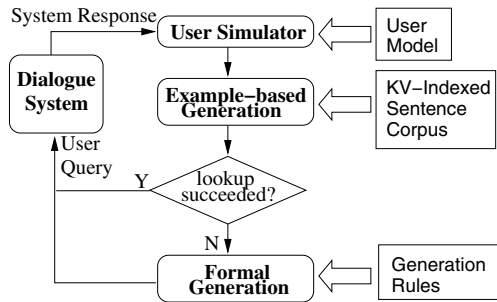 System Response
User Simulator
User
Model
Dialogue
System
Example−based
Generation
KV−Indexed
Sentence
Corpus
User
Query
Y
lookup
succeeded?
N
Formal
Generation
Generation
Rules